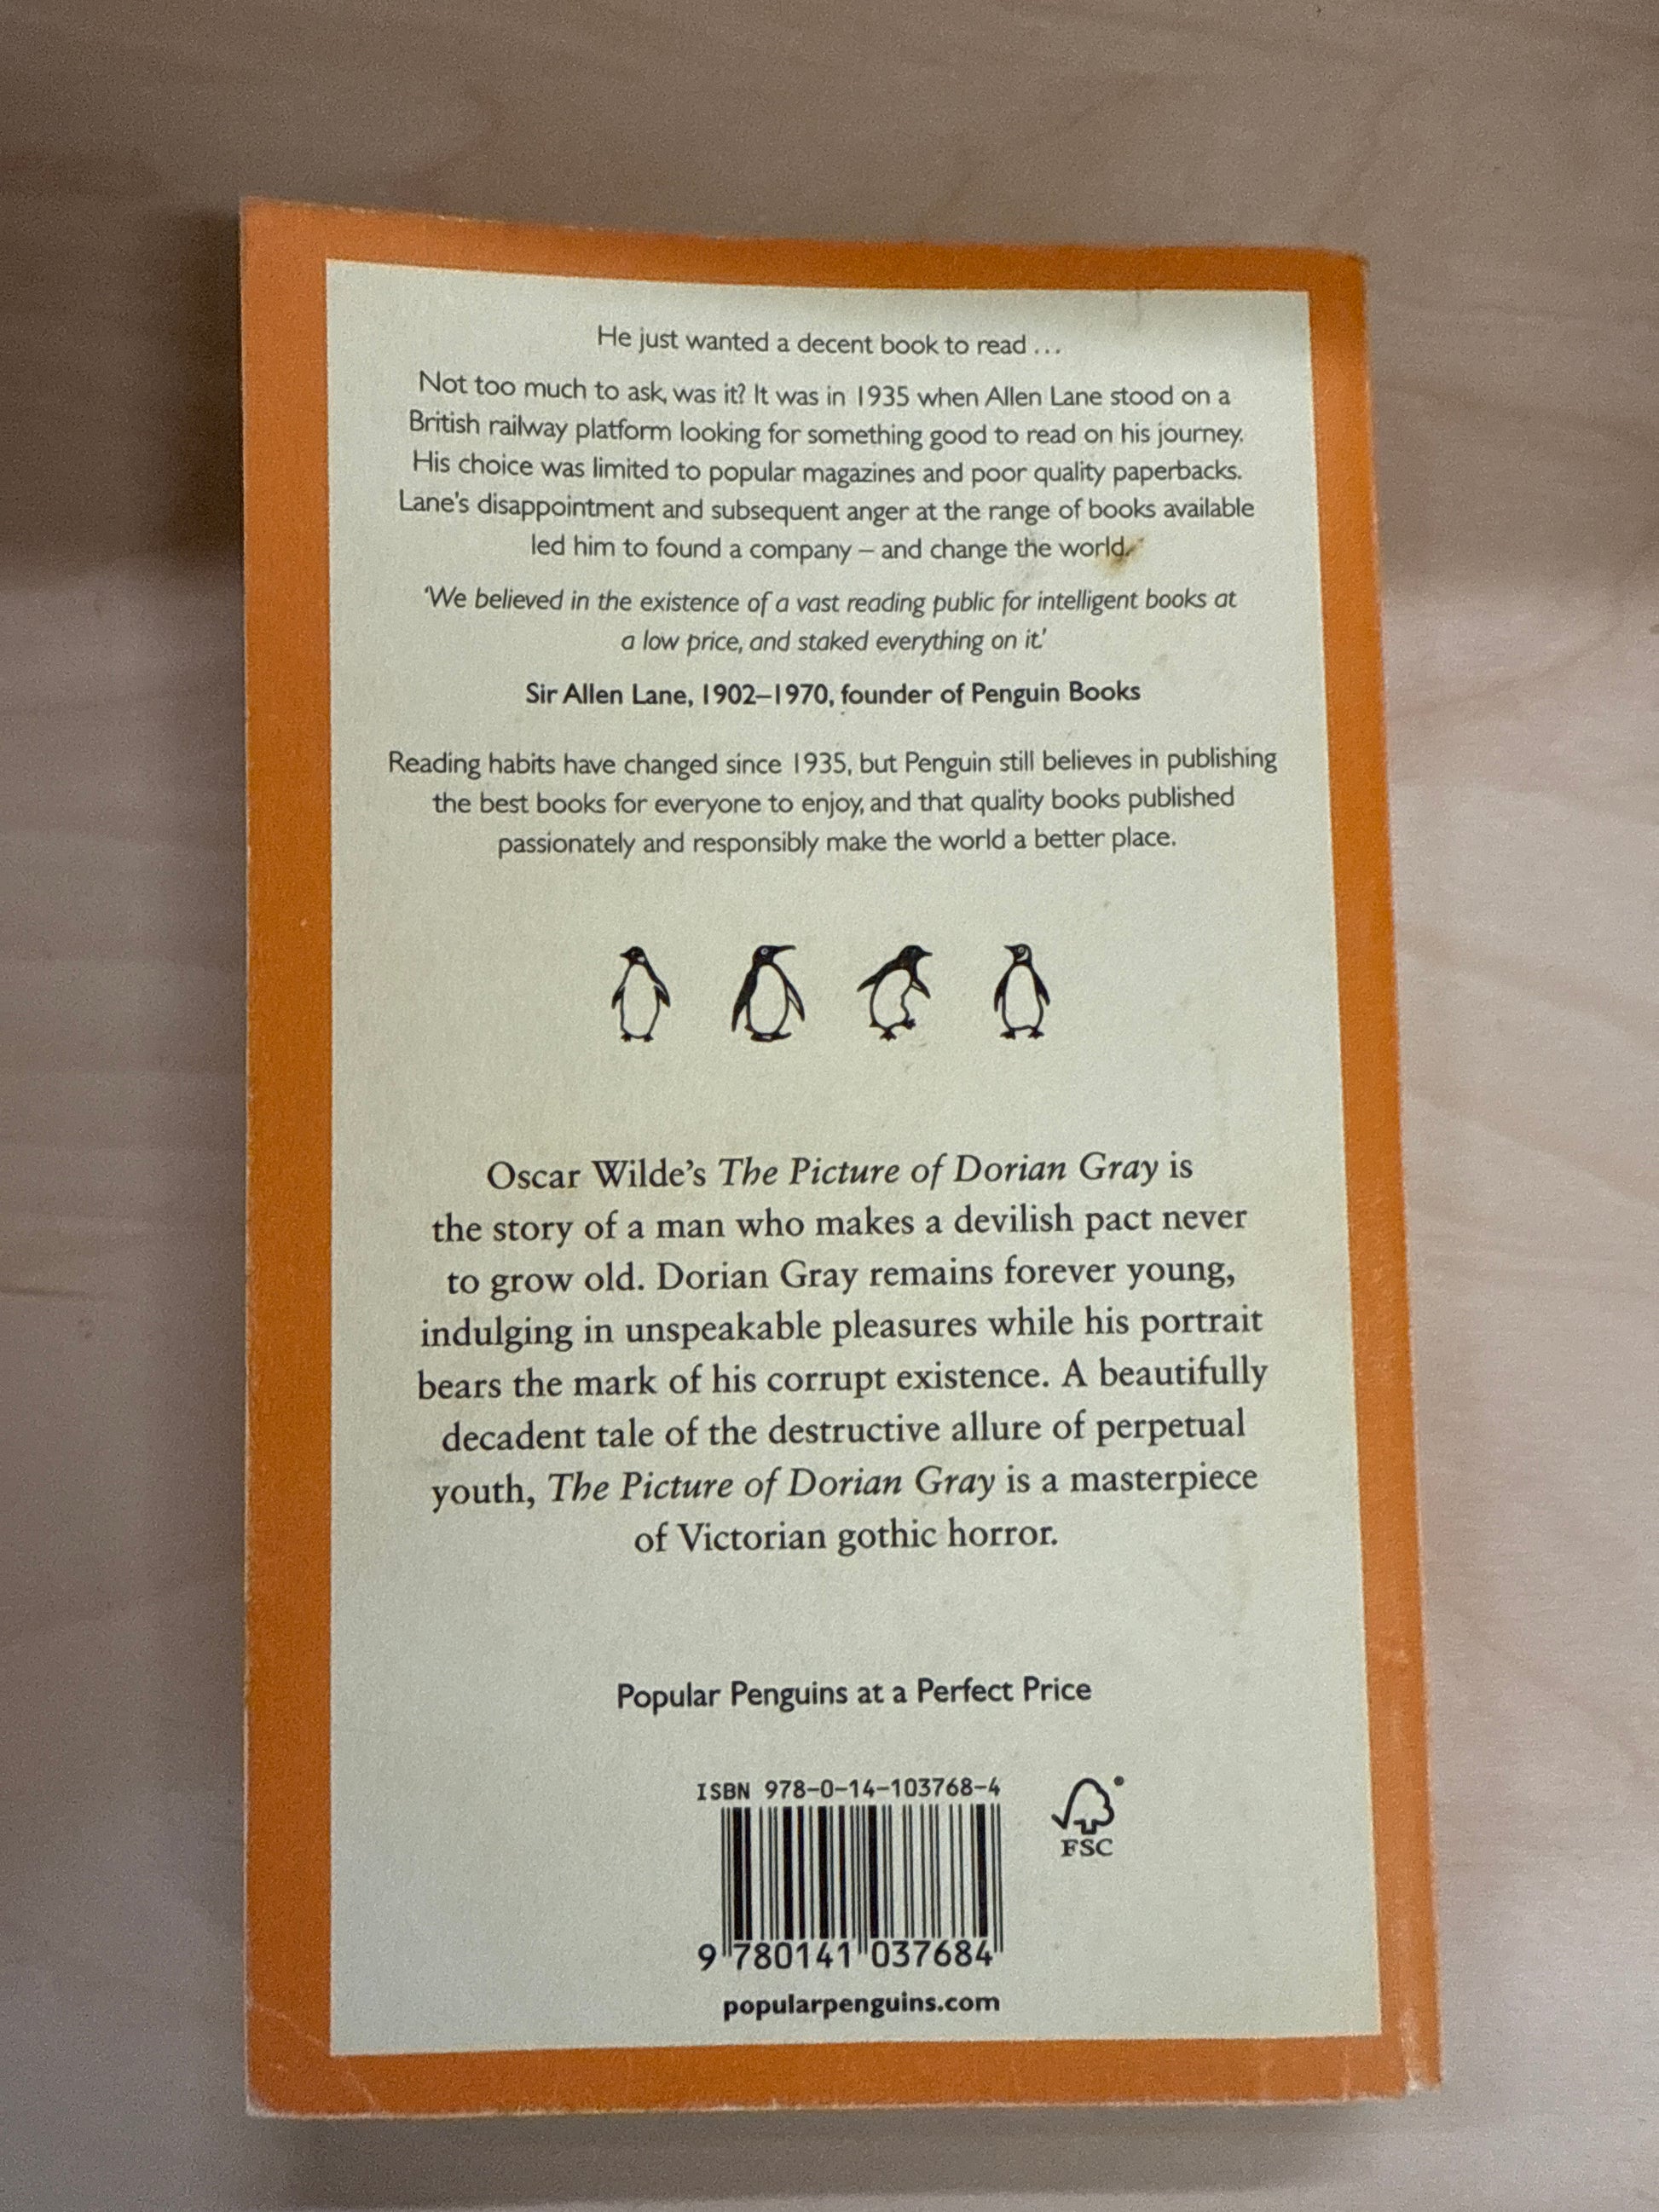 He just wanted a decent book to read ...
Not too much to ask, was it? It was in 1935 when Allen Lane stood on a
British railway platform looking for something good to read on his journey.
His choice was limited to popular magazines and poor quality paperbacks.
Lane's disappointment and subsequent anger at the range of books available
led him to found a company – and change the world.
'We believed in the existence of a vast reading public for intelligent books at
a low price, and staked everything on it.'
Sir Allen Lane, 1902–1970, founder of Penguin Books
Reading habits have changed since 1935, but Penguin still believes in publishing
the best books for everyone to enjoy, and that quality books published
passionately and responsibly make the world a better place.
Oscar Wilde's The Picture of Dorian Gray is
the story of a man who makes a devilish pact never
to grow old. Dorian Gray remains forever young,
indulging in unspeakable pleasures while his portrait
bears the mark of his corrupt existence. A beautifully
decadent tale of the destructive allure of perpetual
youth, The Picture of Dorian Gray is a masterpiece
of Victorian gothic horror.
Popular Penguins at a Perfect Price
ISBN 978-0-14-103768-4
FSC
9 780141 037684
popularpenguins.com